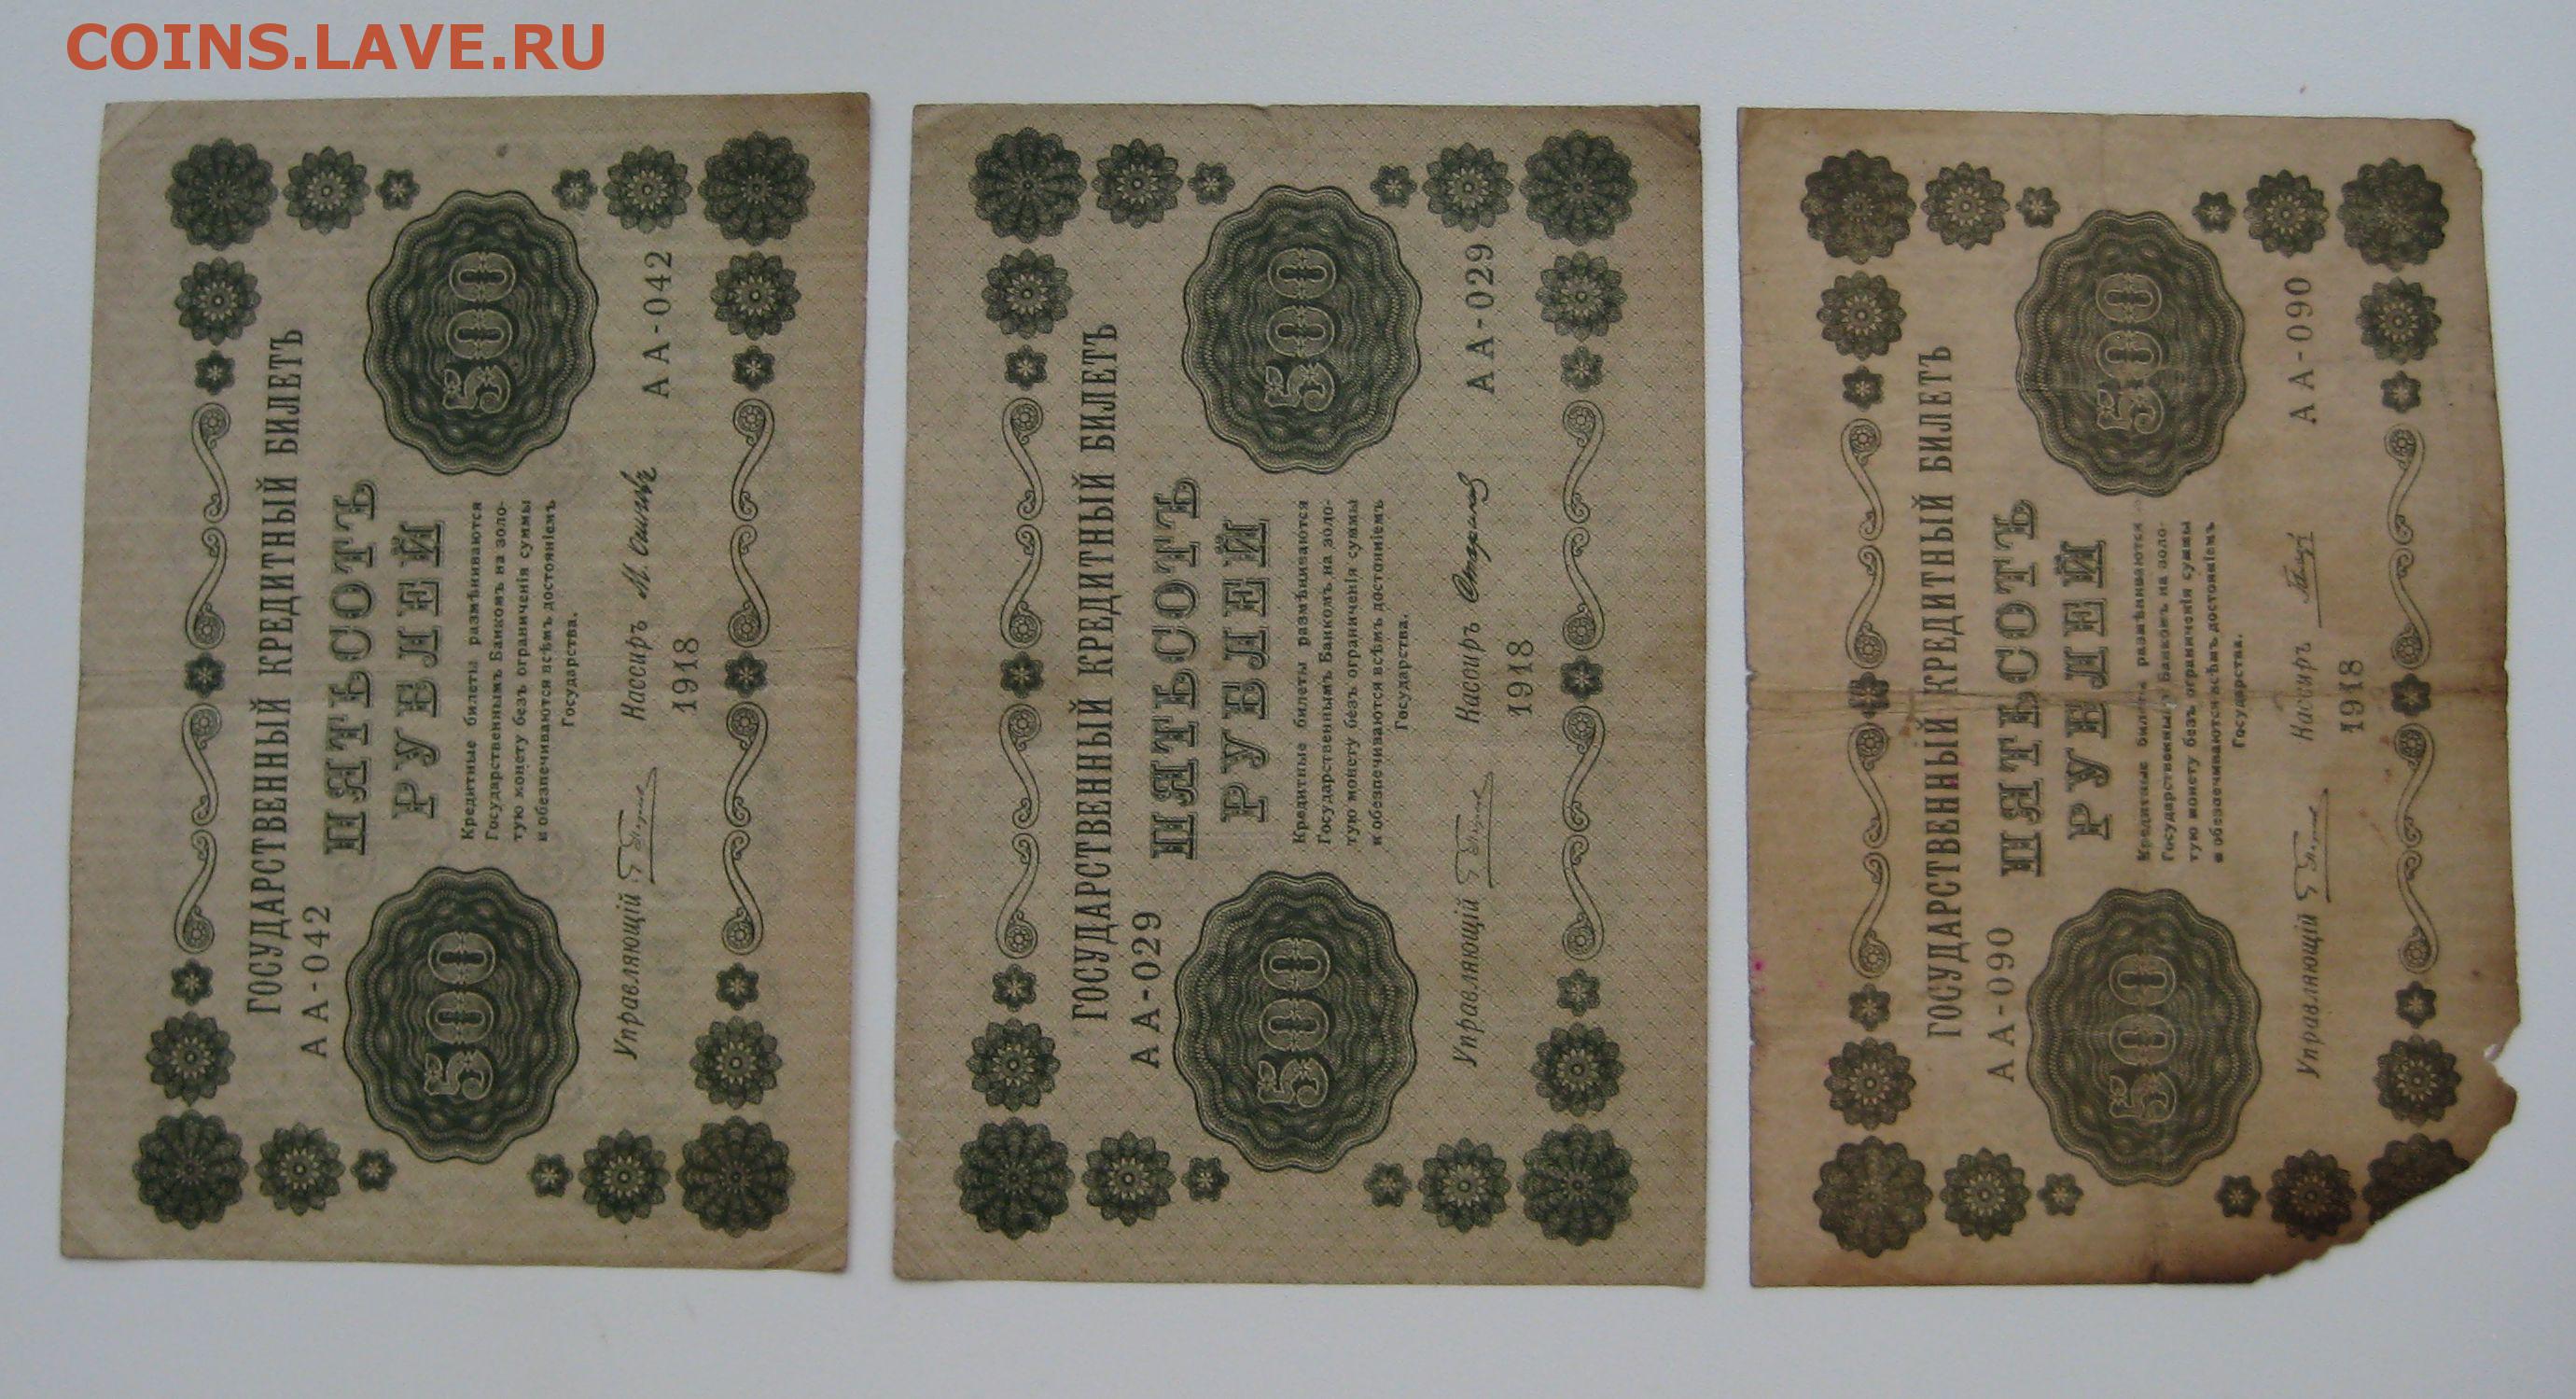 COINS.LAVE.RU
ГОСУДАРСТВЕННЫЙ КРЕДИТНЫЙ БИЛЕТЪ
АА-042
ПЯТЬСОТЪ
РУБЛЕЙ
500
500
Кредитные билеты размѣниваются
Государственнымъ Банкомъ на золо-
тую монету безъ ограниченія суммы
и обезпечиваются всѣмъ достояніемъ
Государства.
Управляющій
Кассиръ
АА-042
1918
ГОСУДАРСТВЕННЫЙ КРЕДИТНЫЙ БИЛЕТЪ
АА-029
ПЯТЬСОТЪ
РУБЛЕЙ
500
500
Кредитные билеты размѣниваются
Государственнымъ Банкомъ на золо-
тую монету безъ ограниченія суммы
и обезпечиваются всѣмъ достояніемъ
Государства.
Управляющій
Кассиръ
АА-029
1918
ГОСУДАРСТВЕННЫЙ КРЕДИТНЫЙ БИЛЕТЪ
АА-090
ПЯТЬСОТЪ
РУБЛЕЙ
500
500
Кредитные билеты размѣниваются
Государственнымъ Банкомъ на золо-
тую монету безъ ограниченія суммы
и обезпечиваются всѣмъ достояніемъ
Государства.
Управляющій
Кассиръ
АА-090
1918